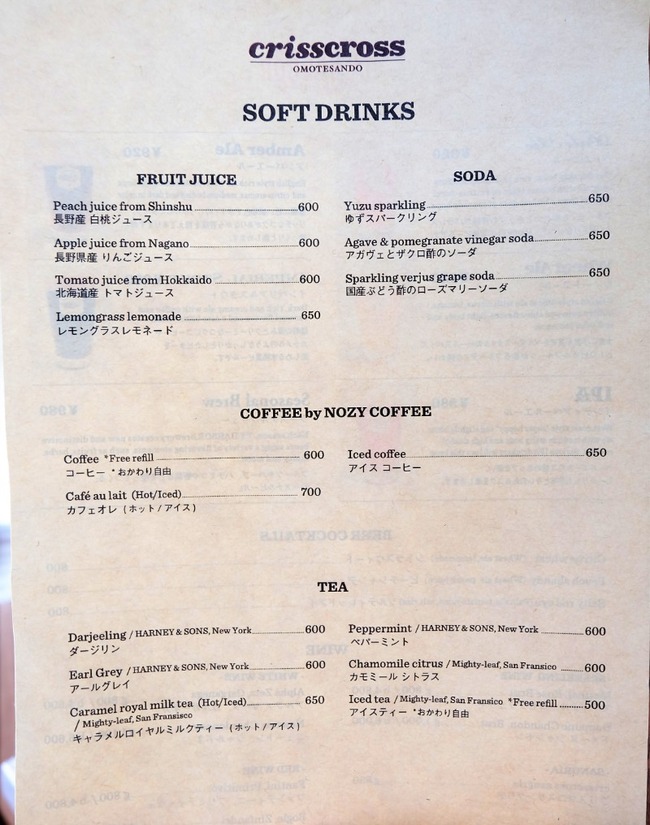 crisscross
OMOTESANDO
SOFT DRINKS
FRUIT JUICE
Peach juice from Shinshu 600
長野産 白桃ジュース
Apple juice from Nagano 600
長野県産 りんごジュース
Tomato juice from Hokkaido 600
北海道産 トマトジュース
Lemongrass lemonade 650
レモングラスレモネード
SODA
Yuzu sparkling 650
ゆずスパークリング
Agave & pomegranate vinegar soda 650
アガヴェとザクロ酢のソーダ
Sparkling verjus grape soda 650
国産ぶどう酢のローズマリーソーダ
COFFEE by NOZY COFFEE
Coffee *Free refill 600
コーヒー *おかわり自由
Café au lait (Hot/Iced) 700
カフェオレ (ホット / アイス)
Iced coffee 650
アイス コーヒー
TEA
Darjeeling / HARNEY & SONS, New York 600
ダージリン
Earl Grey / HARNEY & SONS, New York 600
アールグレイ
Caramel royal milk tea (Hot/Iced) 650
/ Mighty-leaf, San Fransisco
キャラメルロイヤルミルクティー (ホット / アイス)
Peppermint / HARNEY & SONS, New York 600
ペパーミント
Chamomile citrus / Mighty-leaf, San Fransico 600
カモミール シトラス
Iced tea / Mighty-leaf, San Fransico *Free refill 500
アイスティー *おかわり自由